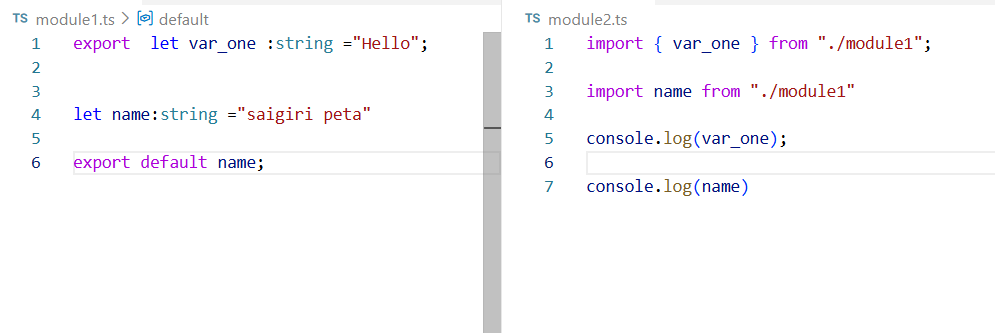 TS module1.ts > default
1 export  let var_one :string ="Hello";
2
3
4 let name:string ="saigiri peta"
5
6 export default name;
TS module2.ts
1 import { var_one } from "./module1";
2
3 import name from "./module1"
4
5 console.log(var_one);
6
7 console.log(name)